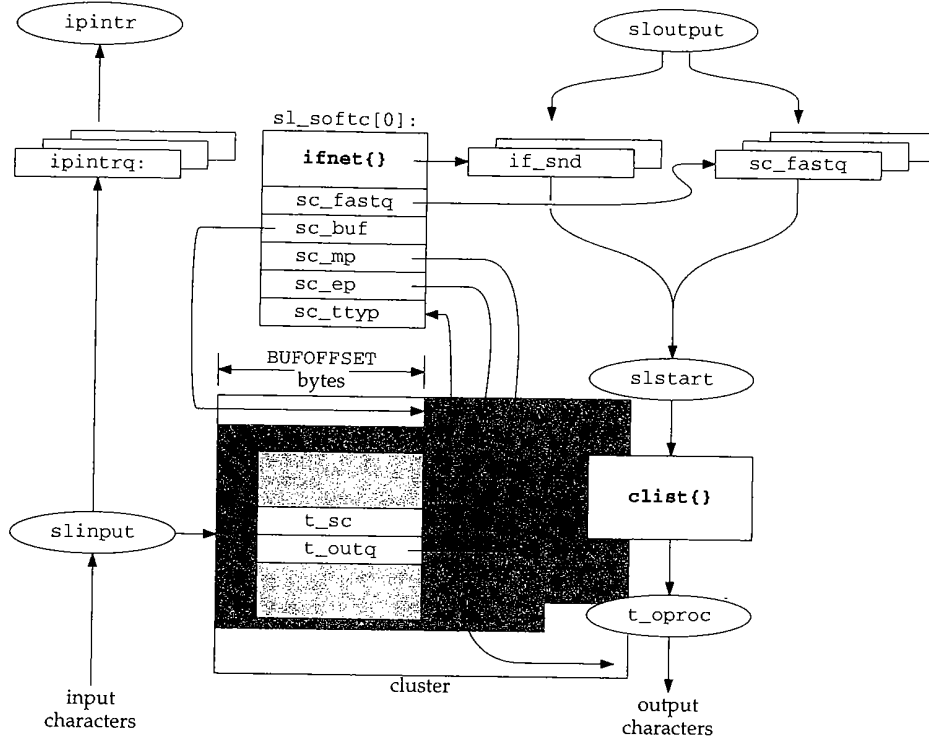 ipintr
sloutput
sl_softc[0]:
ifnet{}
ipintrq:
if_snd
sc_fastq
sc_fastq
sc_buf
sc_mp
sc_ep
sc_ttyp
BUFOFFSET
bytes
slstart
clist{}
t_sc
slinput
t_outq
t_oproc
cluster
input
characters
output
characters